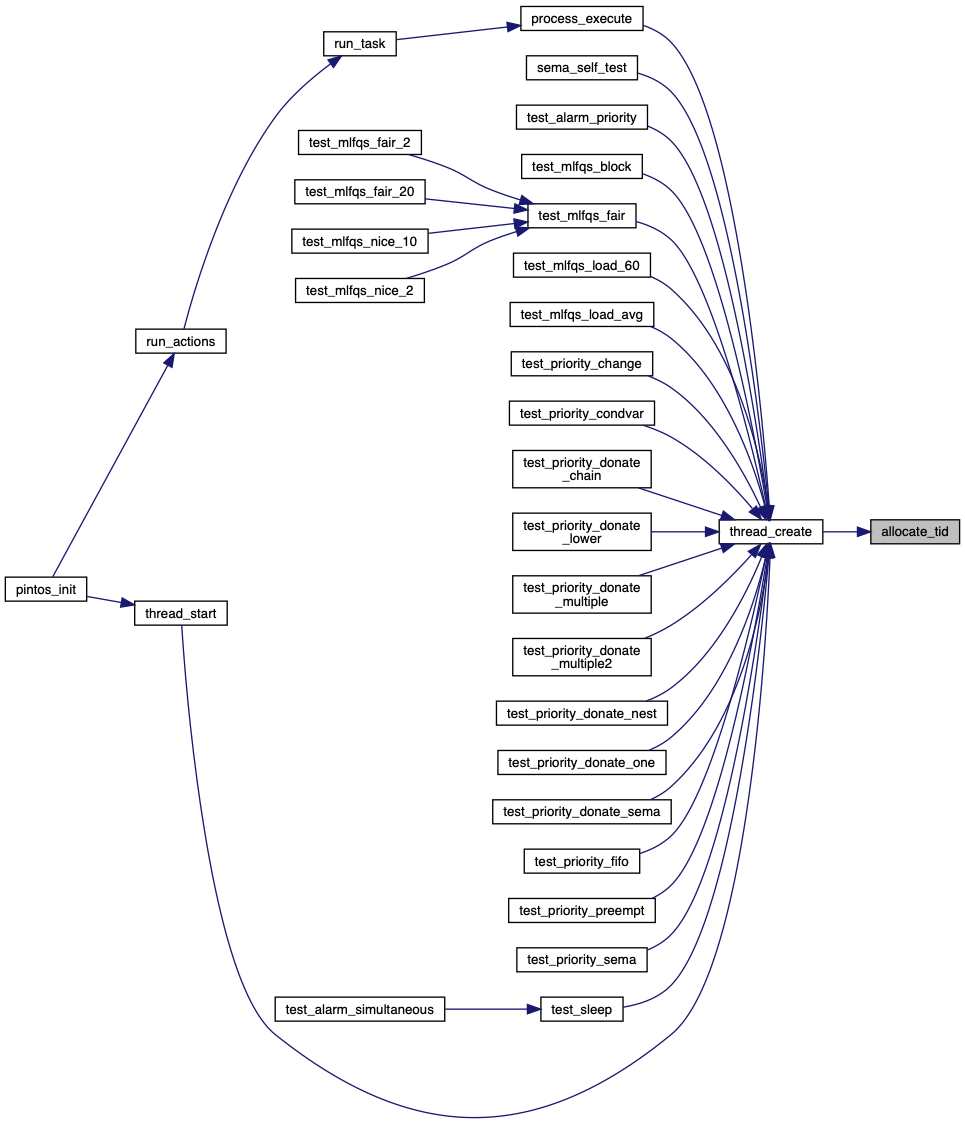 process_execute
run_task
sema_self_test
test_alarm_priority
test_mlfqs_fair_2
test_mlfqs_block
test_mlfqs_fair_20
test_mlfqs_fair
test_mlfqs_nice_10
test_mlfqs_load_60
test_mlfqs_nice_2
test_mlfqs_load_avg
run_actions
test_priority_change
test_priority_condvar
test_priority_donate
_chain
test_priority_donate
_lower
thread_create
allocate_tid
test_priority_donate
_multiple
pintos_init
thread_start
test_priority_donate
_multiple2
test_priority_donate_nest
test_priority_donate_one
test_priority_donate_sema
test_priority_fifo
test_priority_preempt
test_priority_sema
test_alarm_simultaneous
test_sleep